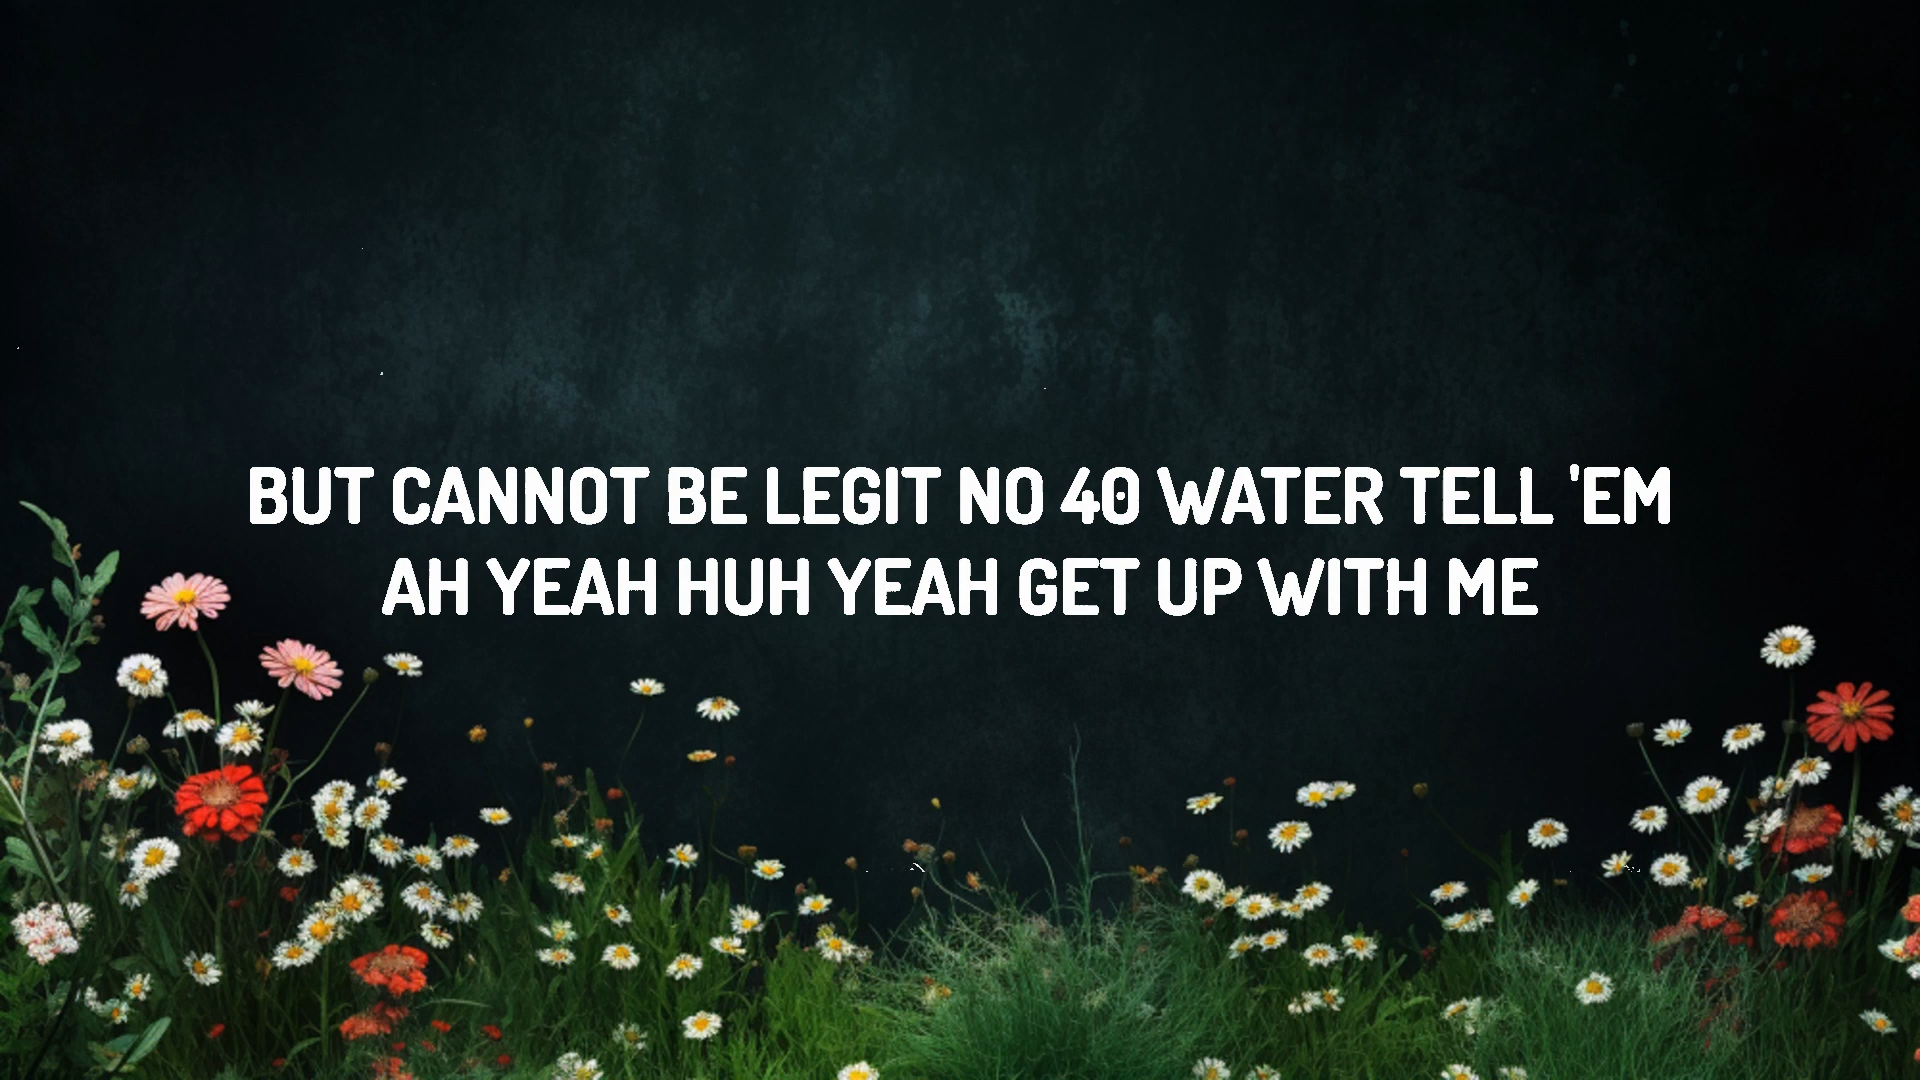 BUT CANNOT BE LEGIT NO 40 WATER TELL 'EM
AH YEAH HUH YEAH GET UP WITH ME